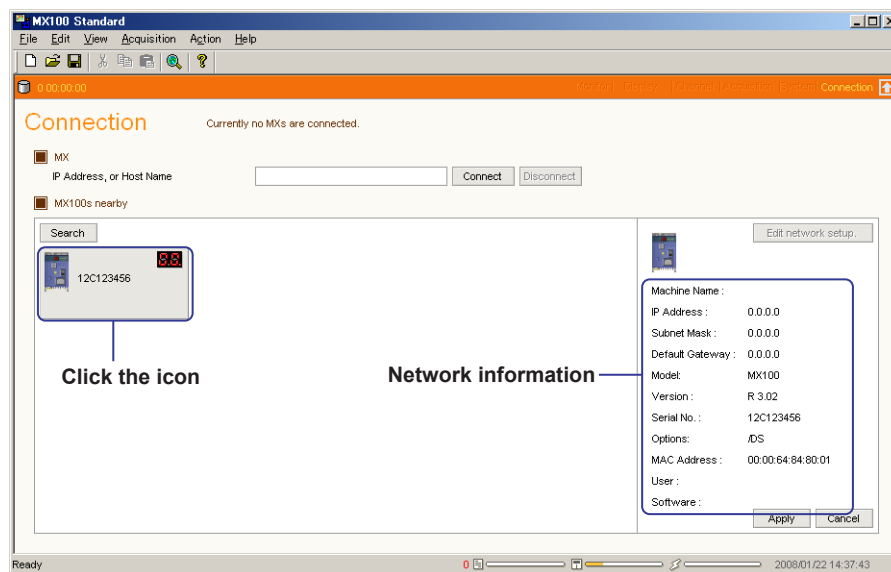 MX100 Standard
File Edit View Acquisition Action Help
0 00:00:00 Monitor | Display | Channel | Acquisition | System | Connection
Connection Currently no MXs are connected.
MX
IP Address, or Host Name Connect Disconnect
MX100s nearby
Search Edit network setup.
8.8.
12C123456
Machine Name :
IP Address : 0.0.0.0
Subnet Mask : 0.0.0.0
Default Gateway : 0.0.0.0
Click the icon Network information Model: MX100
Version : R 3.02
Serial No. : 12C123456
Options: /DS
MAC Address : 00:00:64:84:80:01
User :
Software :
Apply Cancel
Ready 0 2008/01/22 14:37:43